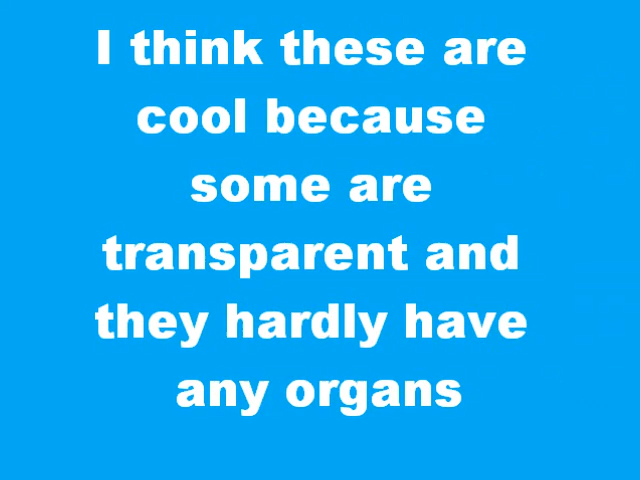 I think these are
cool because
some are
transparent and
they hardly have
any organs